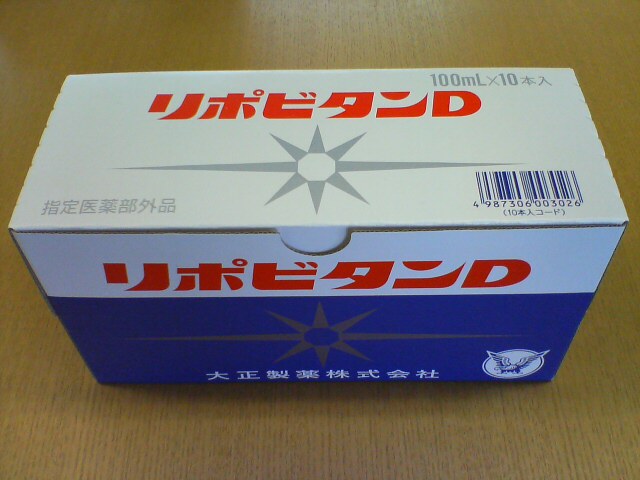 100mL×10本入
リポビタンD
指定医薬部外品
4 987306 003026
(10本入コード)
リポビタンD
大正製薬株式会社